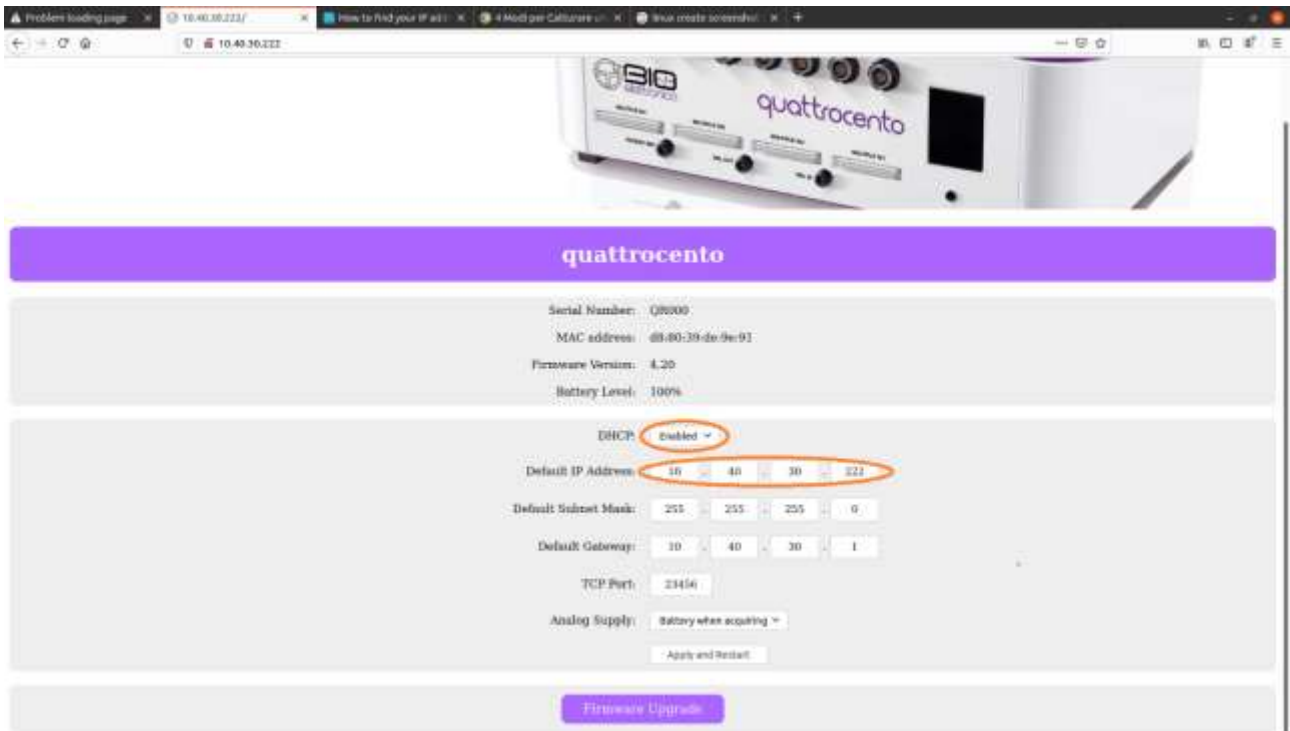 Problem loading page
10.40.30.222/
How to find your IP add
4 Modi per Catturare un
linux create screenshot
10.40.30.222
OTBIO
elettronica
quattrocento
quattrocento
Serial Number:
MAC address: d8:80:39:de:9e:93
Firmware Version: 4.20
Battery Level: 100%
DHCP: Enabled
Default IP Address: 10 . 40 . 30 . 222
Default Subnet Mask: 255 . 255 . 255 . 0
Default Gateway: 10 . 40 . 30 . 1
TCP Port: 23456
Analog Supply: Battery when acquiring
Apply and Restart
Firmware Upgrade